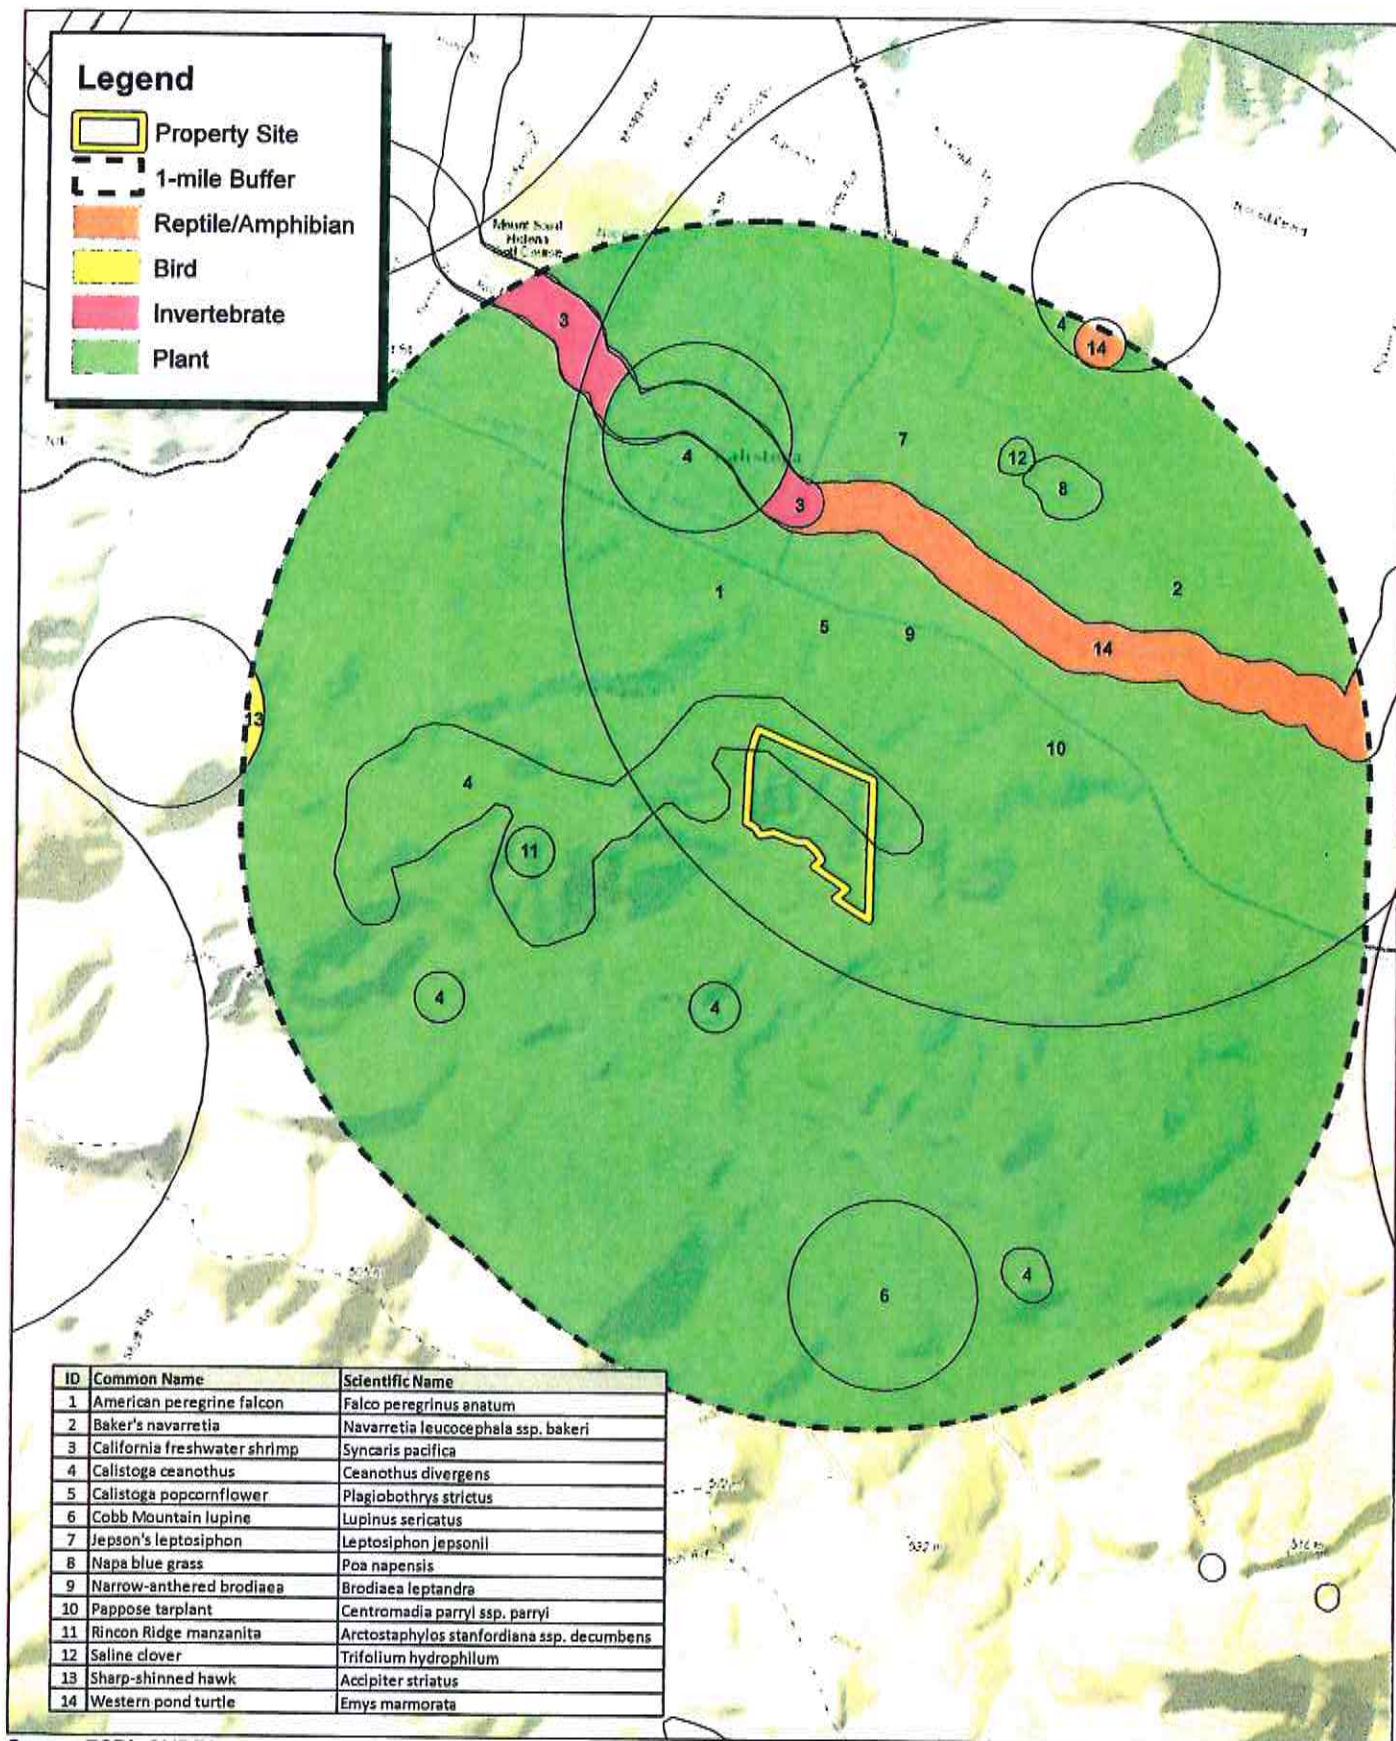 Legend
Property Site
1-mile Buffer
Reptile/Amphibian
Bird
Invertebrate
Plant
Mount Saint
Helena
Golf Course
3
4
14
7
4
Calistoga
12
8
3
1
2
5
9
14
13
10
4
11
4
4
6
4
ID Common Name Scientific Name
1 American peregrine falcon Falco peregrinus anatum
2 Baker's navarretia Navarretia leucocephala ssp. bakeri
3 California freshwater shrimp Syncaris pacifica
4 Calistoga ceanothus Ceanothus divergens
5 Calistoga popcornflower Plagiobothrys strictus
6 Cobb Mountain lupine Lupinus sericatus
7 Jepson's leptosiphon Leptosiphon jepsonii
8 Napa blue grass Poa napensis
9 Narrow-anthered brodiaea Brodiaea leptandra
10 Pappose tarplant Centromadia parryi ssp. parryi
11 Rincon Ridge manzanita Arctostaphylos stanfordiana ssp. decumbens
12 Saline clover Trifolium hydrophilum
13 Sharp-shinned hawk Accipiter striatus
14 Western pond turtle Emys marmorata